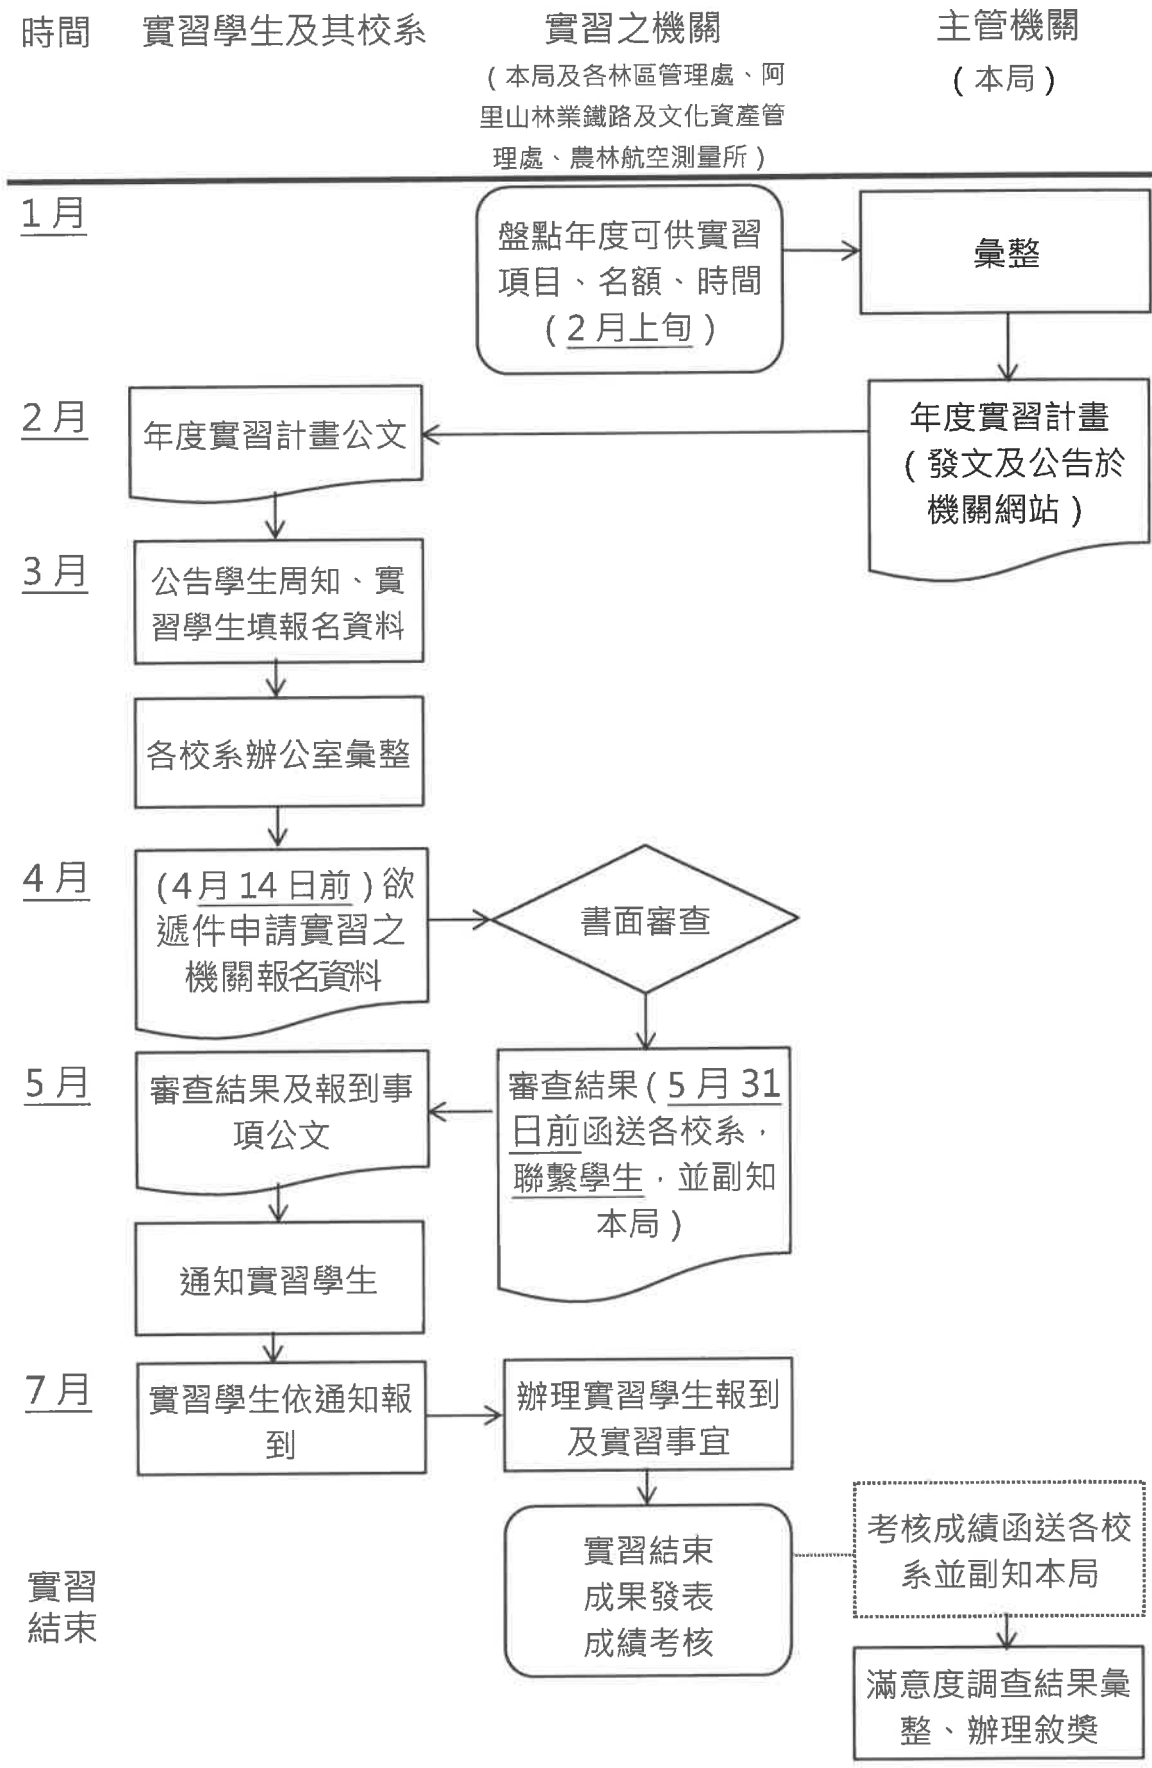 時間
實習學生及其校系
實習之機關
（本局及各林區管理處、阿
里山林業鐵路及文化資產管
理處、農林航空測量所）
主管機關
（本局）
1月
盤點年度可供實習
項目、名額、時間
（2月上旬）
彙整
2月
年度實習計畫公文
年度實習計畫
（發文及公告於
機關網站）
3月
公告學生周知、實
習學生填報名資料
各校系辦公室彙整
4月
(4月14日前)欲
遞件申請實習之
機關報名資料
書面審查
5月
審查結果及報到事
項公文
審查結果（5月31
日前函送各校系，
聯繫學生，並副知
本局）
通知實習學生
7月
實習學生依通知報
到
辦理實習學生報到
及實習事宜
實習
結束
實習結束
成果發表
成績考核
考核成績函送各校
系並副知本局
滿意度調查結果彙
整、辦理敘獎